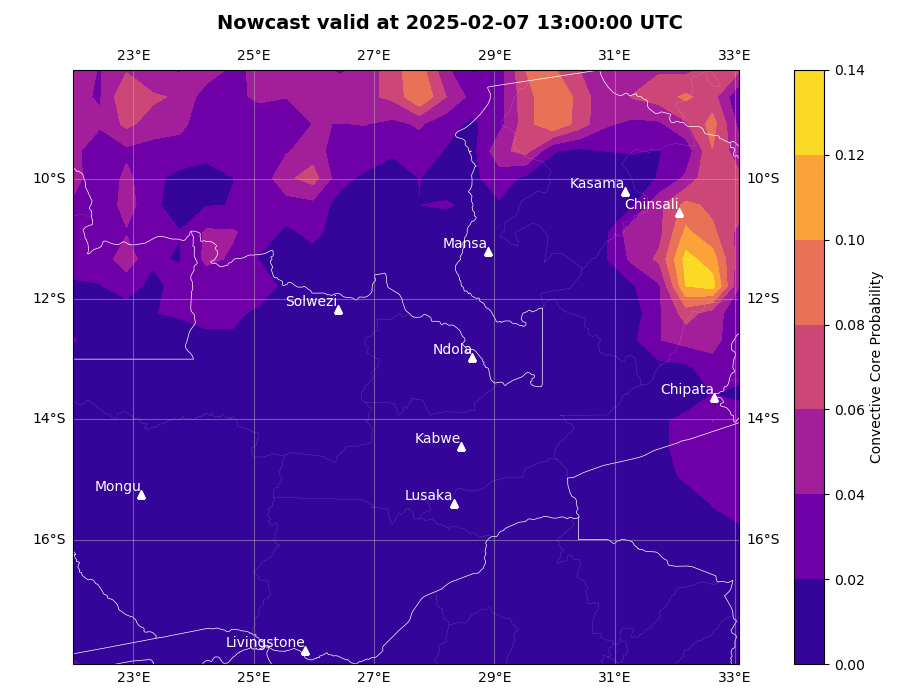 Nowcast valid at 2025-02-07 13:00:00 UTC
23°E 25°E 27°E 29°E 31°E 33°E
0.14
0.12
10°S 10°S
Kasama
Chinsali
Mansa
0.10
12°S 12°S
Solwezi
0.08
Ndola
Chipata
0.06
14°S 14°S
Kabwe
Mongu
Lusaka
0.04
16°S 16°S
0.02
Livingstone
0.00
23°E 25°E 27°E 29°E 31°E 33°E
Convective Core Probability